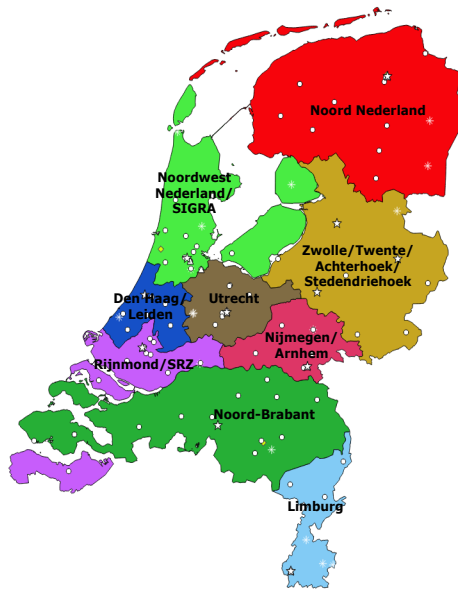 Noord Nederland
Noordwest
Nederland/
SIGRA
Zwolle/Twente/
Achterhoek/
Stedendriehoek
Den Haag/
Leiden
Utrecht
Nijmegen/
Arnhem
Rijnmond/SRZ
Noord-Brabant
Limburg